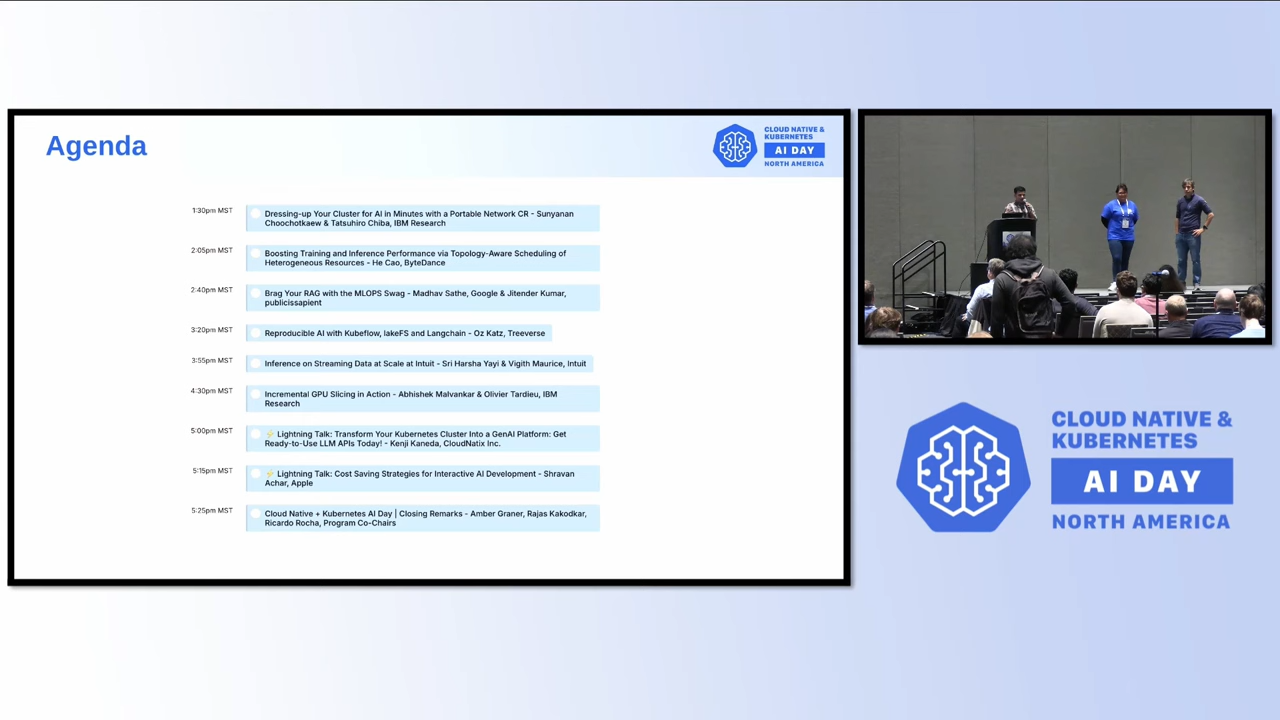 Agenda
CLOUD NATIVE &
KUBERNETES
AI DAY
NORTH AMERICA
1:30pm MST
Dressing-up Your Cluster for AI in Minutes with a Portable Network CR - Sunyanan
Choochotkaew & Tatsuhiro Chiba, IBM Research
2:05pm MST
Boosting Training and Inference Performance via Topology-Aware Scheduling of
Heterogeneous Resources - He Cao, ByteDance
2:40pm MST
Brag Your RAG with the MLOPS Swag - Madhav Sathe, Google & Jitender Kumar,
publicissapient
3:20pm MST
Reproducible AI with Kubeflow, lakeFS and Langchain - Oz Katz, Treeverse
3:55pm MST
Inference on Streaming Data at Scale at Intuit - Sri Harsha Yayi & Vigith Maurice, Intuit
4:30pm MST
Incremental GPU Slicing in Action - Abhishek Malvankar & Olivier Tardieu, IBM
Research
5:00pm MST
⚡ Lightning Talk: Transform Your Kubernetes Cluster Into a GenAI Platform: Get
Ready-to-Use LLM APIs Today! - Kenji Kaneda, CloudNatix Inc.
5:15pm MST
⚡ Lightning Talk: Cost Saving Strategies for Interactive AI Development - Shravan
Achar, Apple
5:25pm MST
Cloud Native + Kubernetes AI Day | Closing Remarks - Amber Graner, Rajas Kakodkar,
Ricardo Rocha, Program Co-Chairs
CLOUD NATIVE &
KUBERNETES
AI DAY
NORTH AMERICA